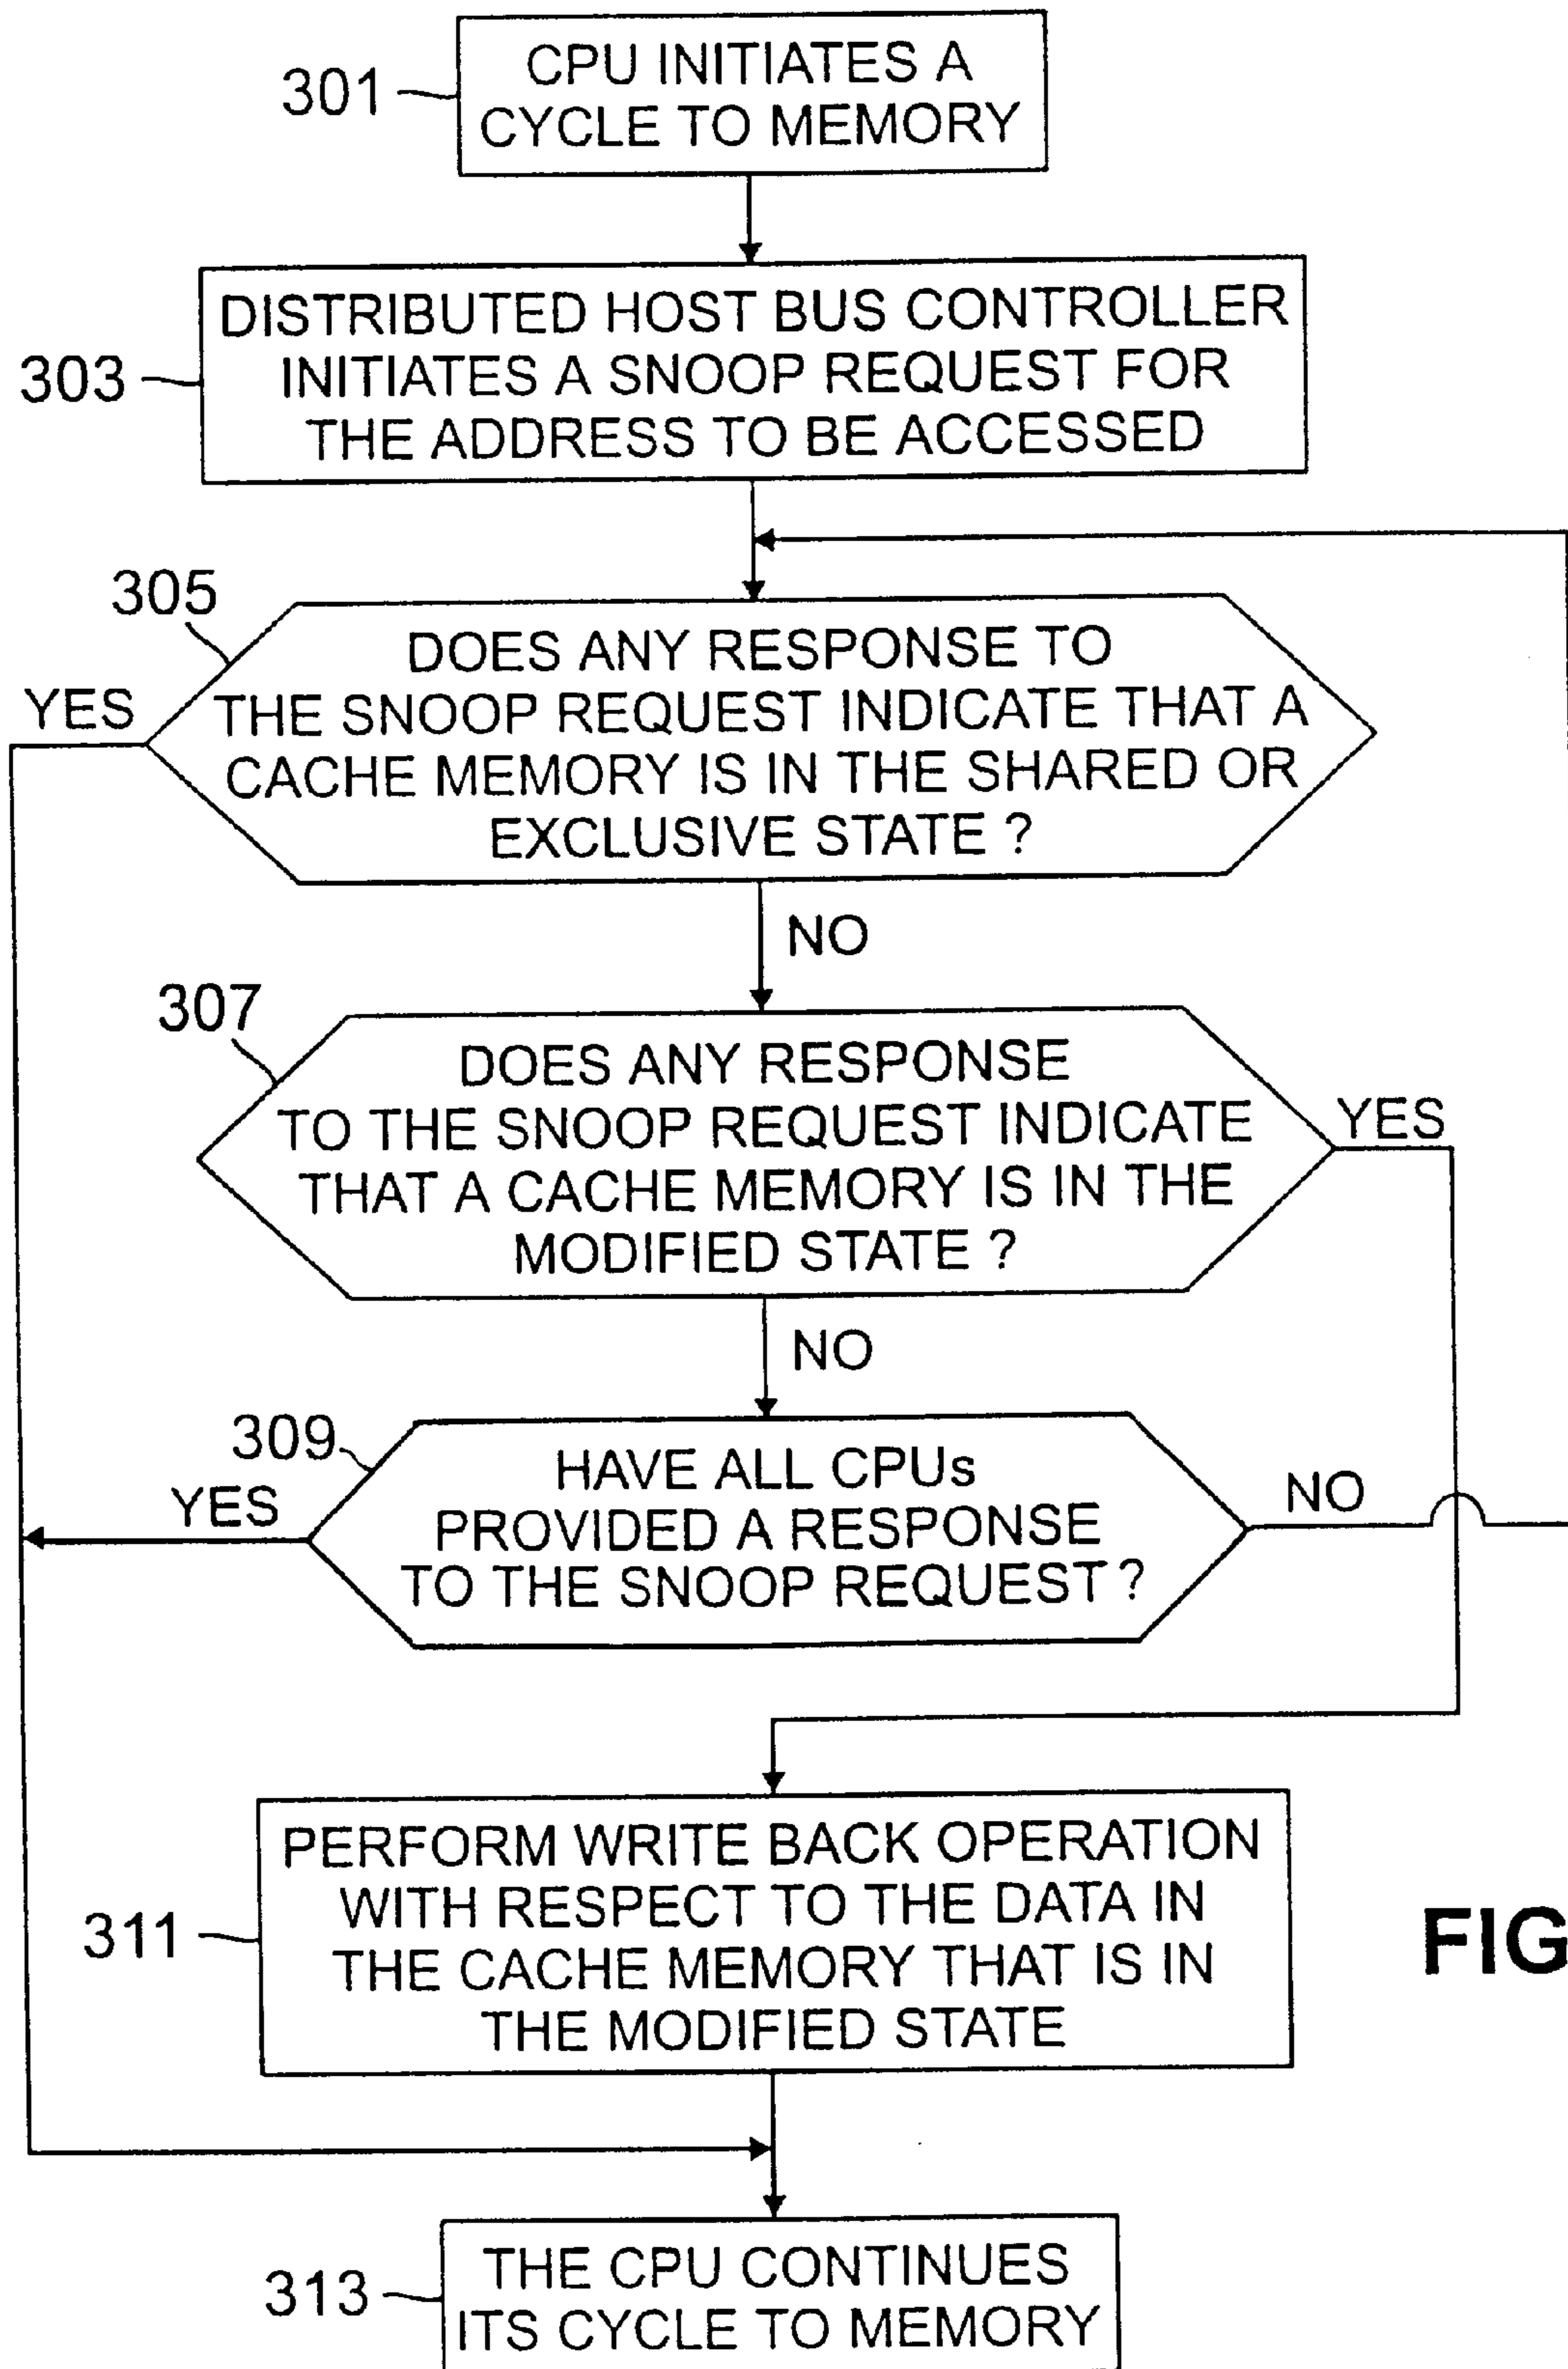 301
CPU INITIATES A
CYCLE TO MEMORY
303
DISTRIBUTED HOST BUS CONTROLLER
INITIATES A SNOOP REQUEST FOR
THE ADDRESS TO BE ACCESSED
305
YES
DOES ANY RESPONSE TO
THE SNOOP REQUEST INDICATE THAT A
CACHE MEMORY IS IN THE SHARED OR
EXCLUSIVE STATE ?
NO
307
DOES ANY RESPONSE
TO THE SNOOP REQUEST INDICATE
THAT A CACHE MEMORY IS IN THE
MODIFIED STATE ?
YES
NO
309
YES
HAVE ALL CPUs
PROVIDED A RESPONSE
TO THE SNOOP REQUEST ?
NO
311
PERFORM WRITE BACK OPERATION
WITH RESPECT TO THE DATA IN
THE CACHE MEMORY THAT IS IN
THE MODIFIED STATE
FIG
313
THE CPU CONTINUES
ITS CYCLE TO MEMORY